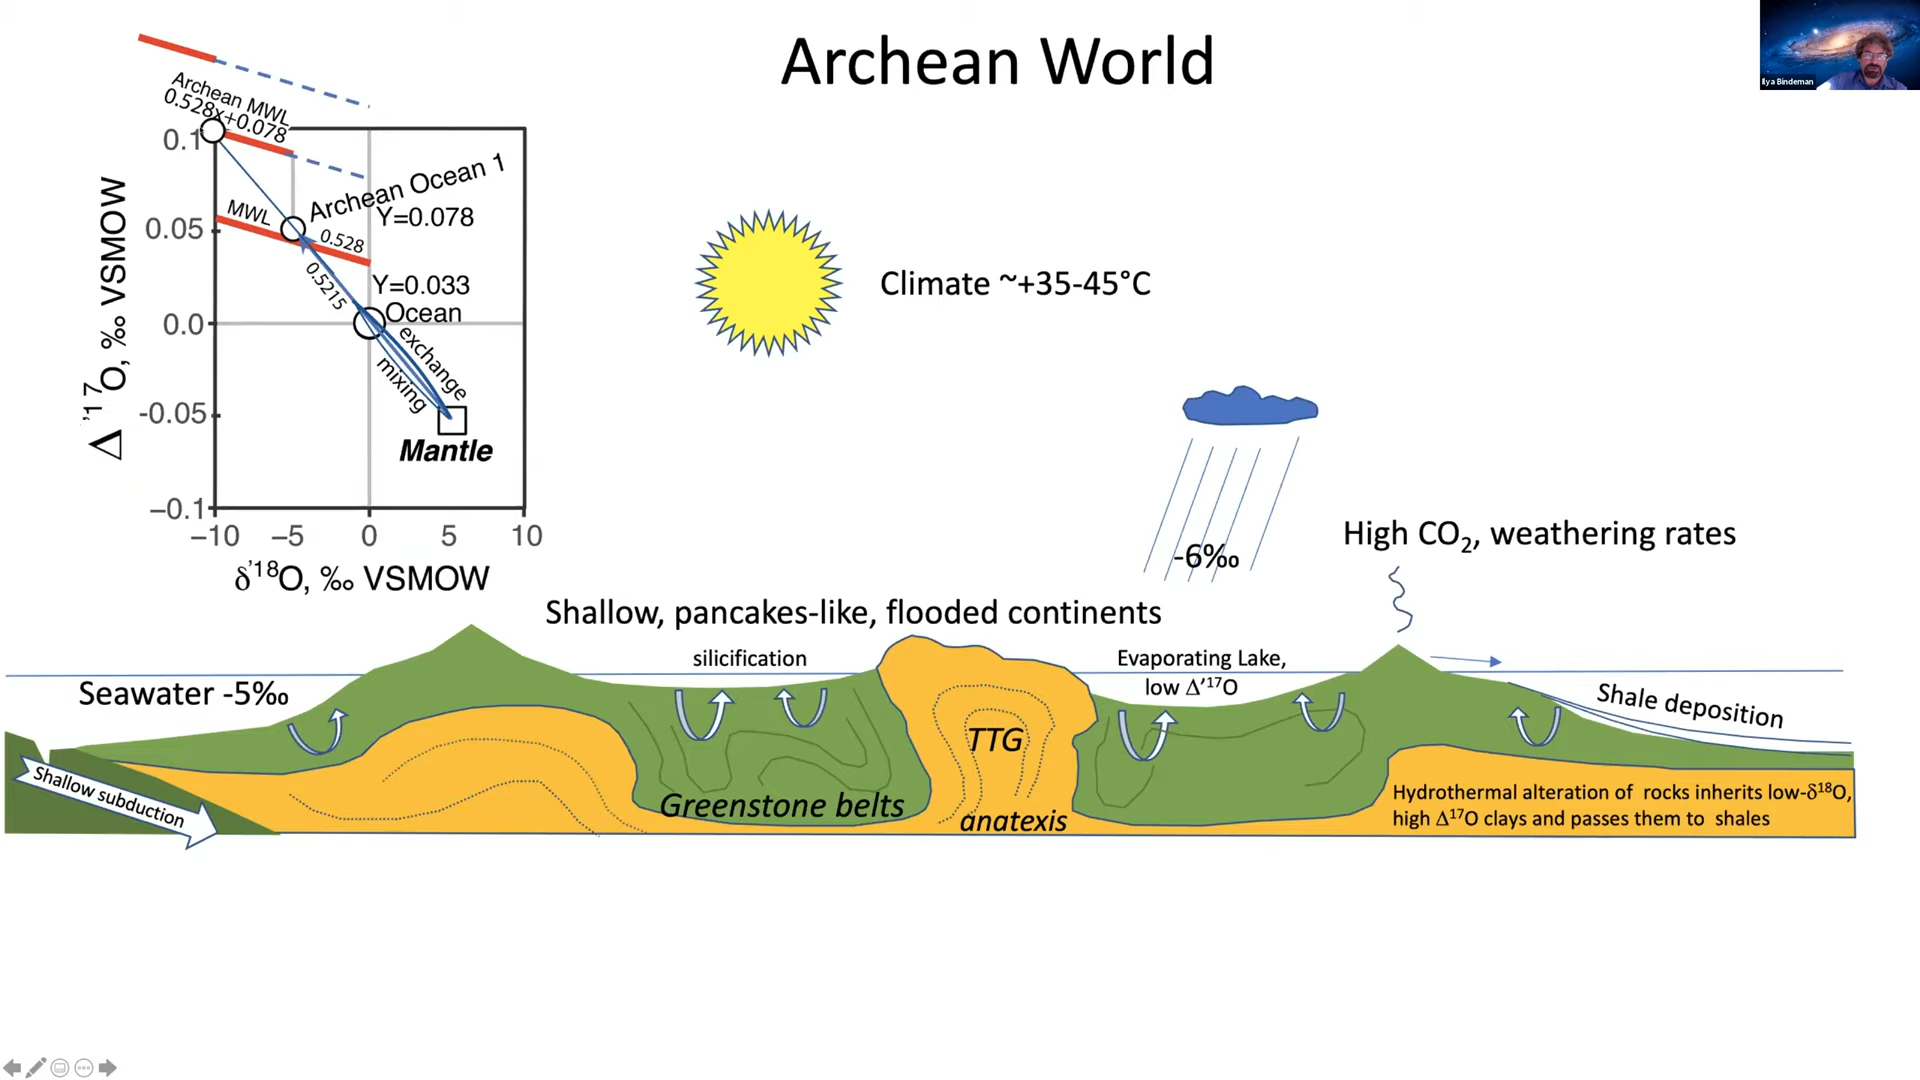 Archean World
Ilya Bindeman
Archean MWL
0.528x+0.078
0.1
0.05
0.0
-0.05
−0.1
Δ'17O, ‰ VSMOW
MWL
Archean Ocean 1
Y=0.078
0.528
0.5215
Y=0.033
Ocean
exchange
mixing
Mantle
−10 −5 0 5 10
δ'18O, ‰ VSMOW
Climate ~+35-45°C
-6‰
High CO₂, weathering rates
Shallow, pancakes-like, flooded continents
silicification
Evaporating Lake,
low Δ'¹⁷O
Seawater -5‰
Shale deposition
Shallow subduction
TTG
Greenstone belts
anatexis
Hydrothermal alteration of rocks inherits low-δ¹⁸O,
high Δ¹⁷O clays and passes them to shales